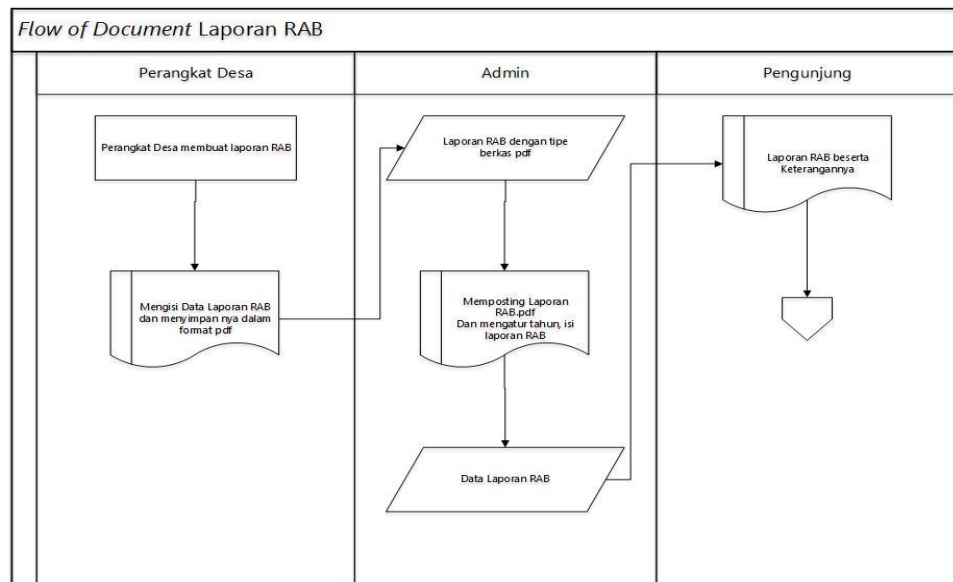 Flow of Document Laporan RAB
Perangkat Desa
Admin
Pengunjung
Perangkat Desa membuat laporan RAB
Mengisi Data Laporan RAB
dan menyimpan nya dalam
format pdf
Laporan RAB dengan tipe
berkas pdf
Memposting Laporan
RAB.pdf
Dan mengatur tahun, isi
laporan RAB
Data Laporan RAB
Laporan RAB beserta
Keterangannya